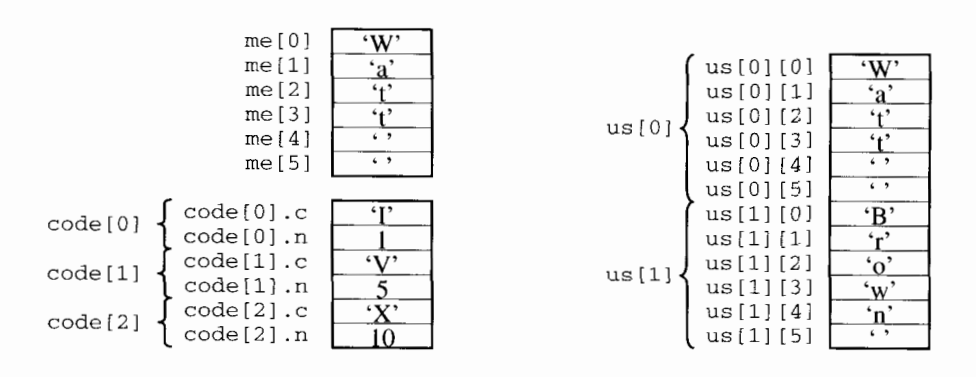 me[0] ‘W’
me[1] ‘a’
me[2] ‘t’
me[3] ‘t’
me[4] ‘ ’
me[5] ‘ ’
code[0] code[0].c ‘I’
code[0].n 1
code[1] code[1].c ‘V’
code[1].n 5
code[2] code[2].c ‘X’
code[2].n 10
us[0] us[0][0] ‘W’
us[0][1] ‘a’
us[0][2] ‘t’
us[0][3] ‘t’
us[0][4] ‘ ’
us[0][5] ‘ ’
us[1] us[1][0] ‘B’
us[1][1] ‘r’
us[1][2] ‘o’
us[1][3] ‘w’
us[1][4] ‘n’
us[1][5] ‘ ’